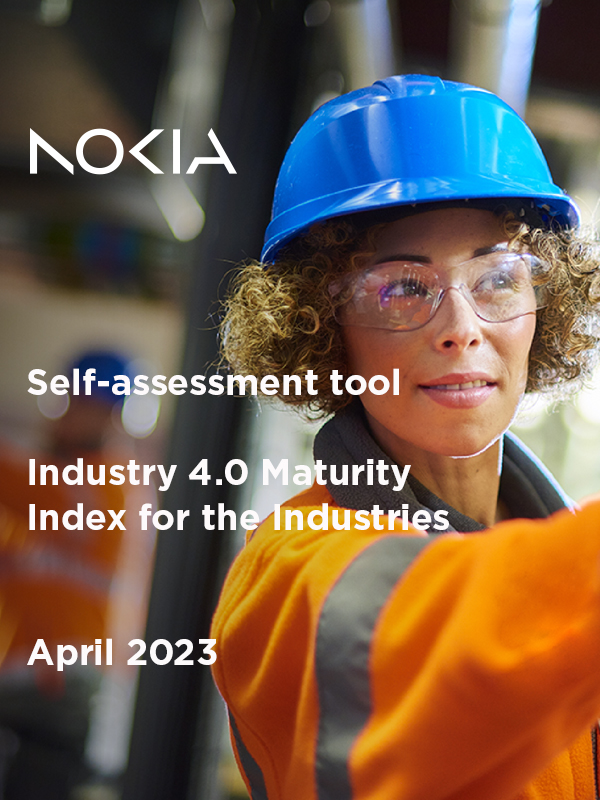 NOKIA
Self-assessment tool
Industry 4.0 Maturity
Index for the Industries
April 2023